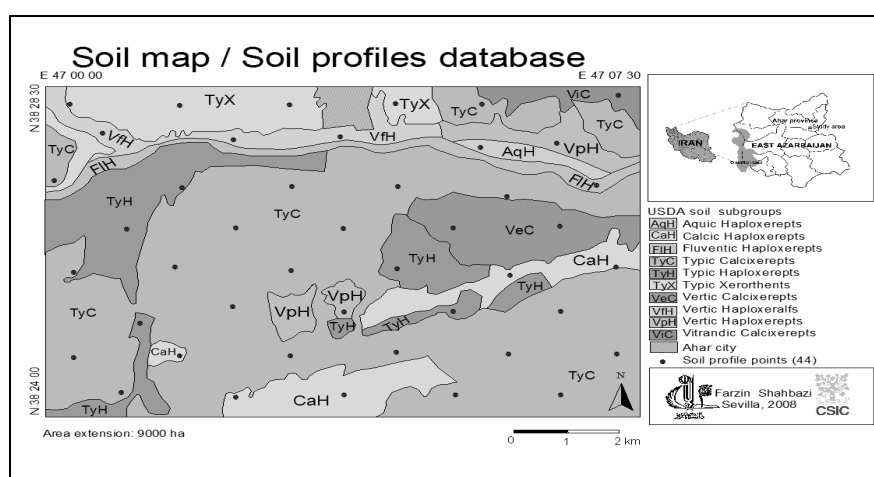 Soil map / Soil profiles database
E 47 00 00
E 47 07 30
N 38 28 30
N 38 24 00
TyX
TyX
TyC
ViC
TyC
VfH
VfH
VpH
AqH
TyC
FlH
FlH
TyH
TyC
VeC
TyH
CaH
TyH
VpH
VpH
TyH
TyH
TyC
CaH
TyC
CaH
TyH
N
Area extension: 9000 ha
0 1 2 km
Ahar province
Study area
IRAN
EAST AZARBAIJAN
USDA soil subgroups
AqH Aquic Haploxerepts
CaH Calcic Haploxerepts
FlH Fluventic Haploxerepts
TyC Typic Calcixerepts
TyH Typic Haploxerepts
TyX Typic Xerorthents
VeC Vertic Calcixerepts
VfH Vertic Haploxeralfs
VpH Vertic Haploxerepts
ViC Vitrandic Calcixerepts
Ahar city
Soil profile points (44)
Farzin Shahbazi
Sevilla, 2008
CSIC